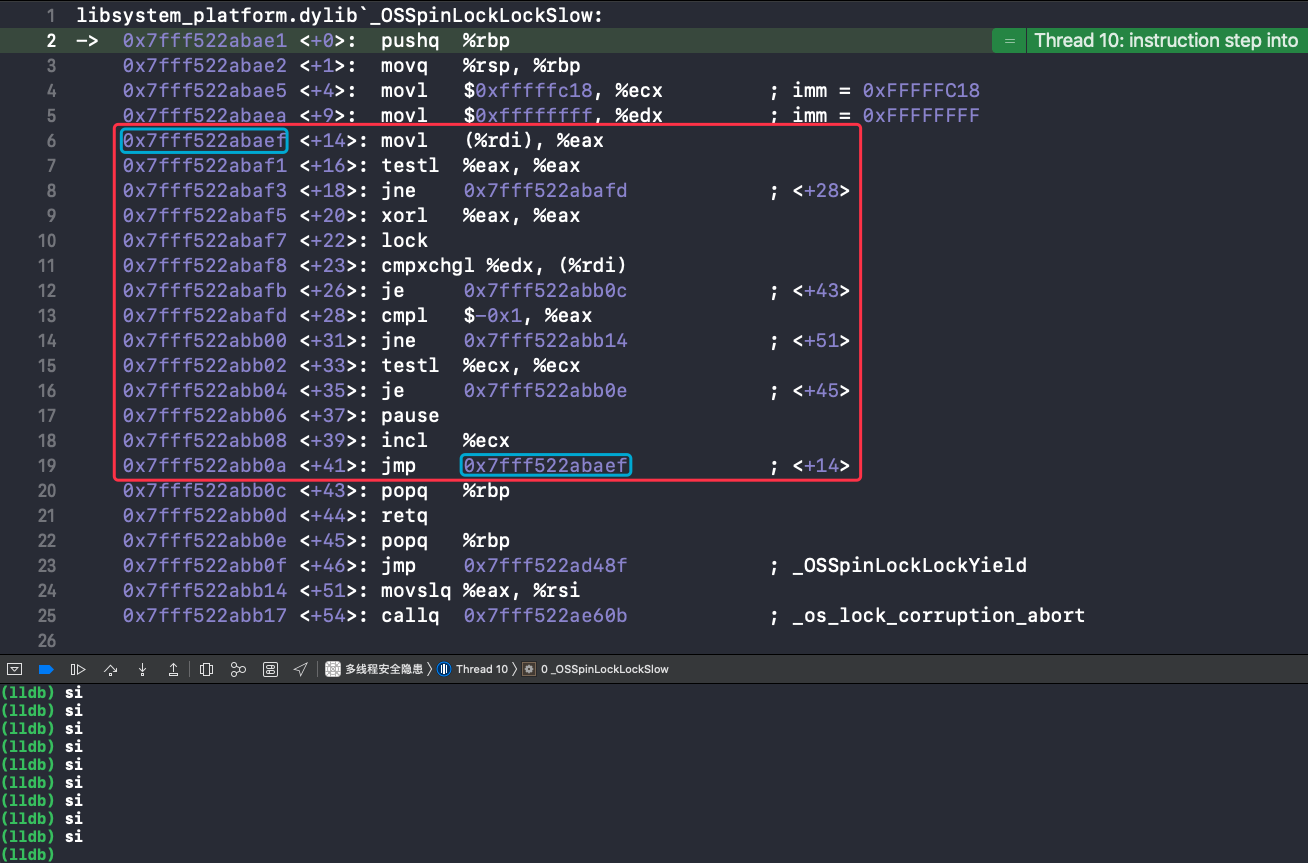 1 libsystem_platform.dylib`_OSSpinLockLockSlow:
2 -> 0x7fff522abae1 <+0>: pushq %rbp = Thread 10: instruction step into
3 0x7fff522abae2 <+1>: movq %rsp, %rbp
4 0x7fff522abae5 <+4>: movl $0xfffffc18, %ecx ; imm = 0xFFFFFC18
5 0x7fff522abaea <+9>: movl $0xffffffff, %edx ; imm = 0xFFFFFFFF
6 0x7fff522abaef <+14>: movl (%rdi), %eax
7 0x7fff522abaf1 <+16>: testl %eax, %eax
8 0x7fff522abaf3 <+18>: jne 0x7fff522abafd ; <+28>
9 0x7fff522abaf5 <+20>: xorl %eax, %eax
10 0x7fff522abaf7 <+22>: lock
11 0x7fff522abaf8 <+23>: cmpxchgl %edx, (%rdi)
12 0x7fff522abafb <+26>: je 0x7fff522abb0c ; <+43>
13 0x7fff522abafd <+28>: cmpl $-0x1, %eax
14 0x7fff522abb00 <+31>: jne 0x7fff522abb14 ; <+51>
15 0x7fff522abb02 <+33>: testl %ecx, %ecx
16 0x7fff522abb04 <+35>: je 0x7fff522abb0e ; <+45>
17 0x7fff522abb06 <+37>: pause
18 0x7fff522abb08 <+39>: incl %ecx
19 0x7fff522abb0a <+41>: jmp 0x7fff522abaef ; <+14>
20 0x7fff522abb0c <+43>: popq %rbp
21 0x7fff522abb0d <+44>: retq
22 0x7fff522abb0e <+45>: popq %rbp
23 0x7fff522abb0f <+46>: jmp 0x7fff522ad48f ; _OSSpinLockLockYield
24 0x7fff522abb14 <+51>: movslq %eax, %rsi
25 0x7fff522abb17 <+54>: callq 0x7fff522ae60b ; _os_lock_corruption_abort
26
多线程安全隐患 〉 Thread 10 〉 0 _OSSpinLockLockSlow
(lldb) si
(lldb) si
(lldb) si
(lldb) si
(lldb) si
(lldb) si
(lldb) si
(lldb) si
(lldb) si
(lldb)